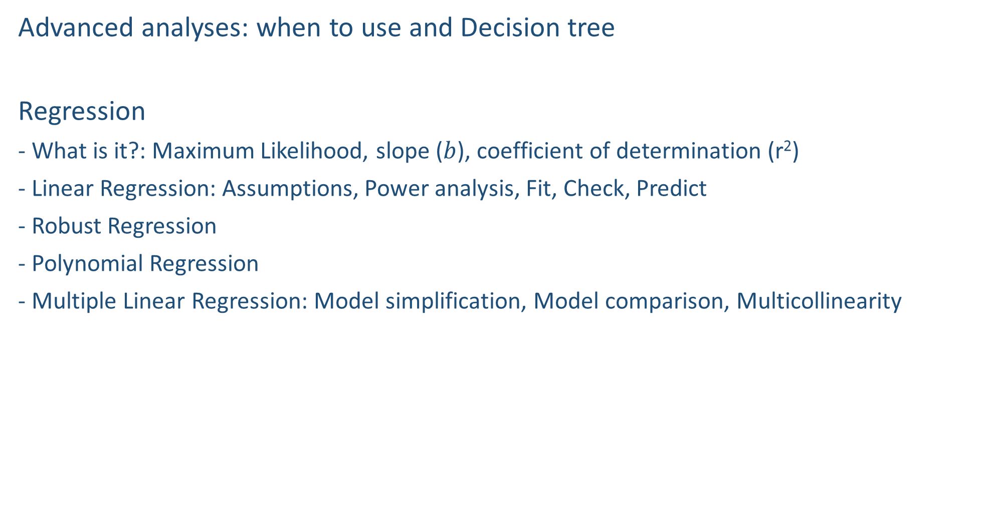 Advanced analyses: when to use and Decision tree
Regression
- What is it?: Maximum Likelihood, slope (b), coefficient of determination (r²)
- Linear Regression: Assumptions, Power analysis, Fit, Check, Predict
- Robust Regression
- Polynomial Regression
- Multiple Linear Regression: Model simplification, Model comparison, Multicollinearity